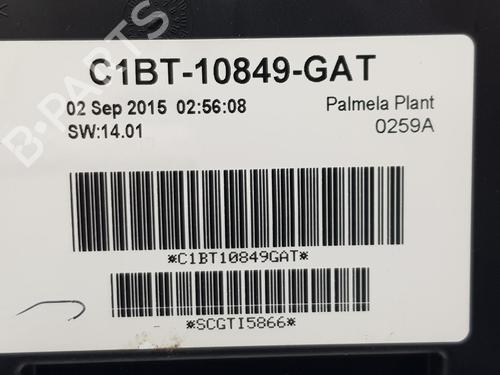 C1BT-10849-GAT
02 Sep 2015 02:56:08
Palmela Plant
SW:14.01
0259A
*C1BT10849GAT*
*SCGTI5866*
B-PARTS